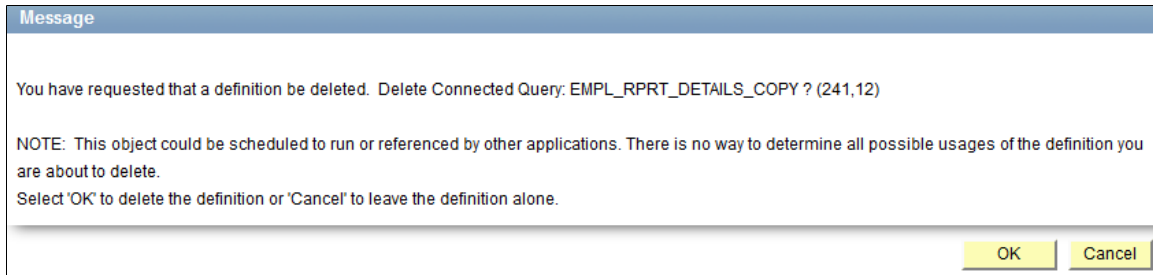 Message
You have requested that a definition be deleted.  Delete Connected Query: EMPL_RPRT_DETAILS_COPY ? (241,12)
NOTE:  This object could be scheduled to run or referenced by other applications. There is no way to determine all possible usages of the definition you
are about to delete.
Select 'OK' to delete the definition or 'Cancel' to leave the definition alone.
OK
Cancel